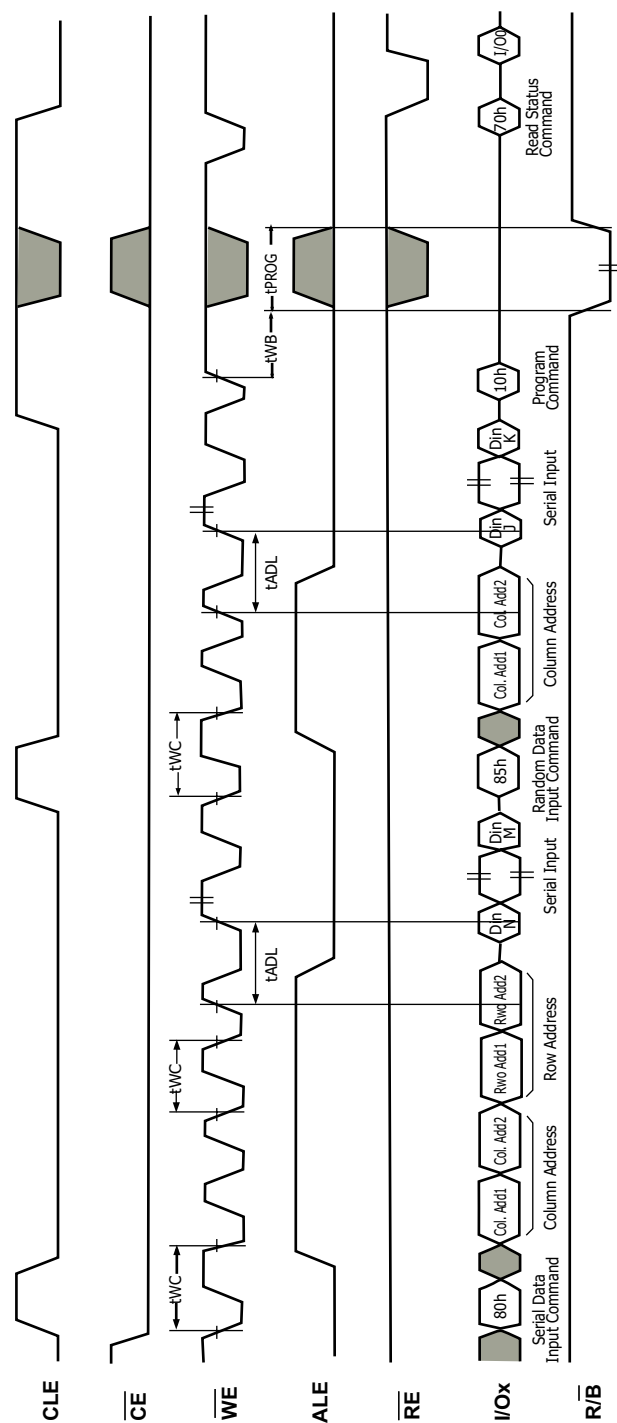 CLE
CE
WE
tWC
tWC
tADL
tWC
tADL
tWB
tPROG
ALE
RE
I/Ox
80h
Col. Add1
Col. Add2
Rwo Add1
Rwo Add2
Din
N
Din
M
85h
Col. Add1
Col. Add2
Din
J
Din
K
10h
70h
I/O0
Serial Data
Input Command
Column Address
Row Address
Serial Input
Random Data
Input Command
Column Address
Serial Input
Program
Command
Read Status
Command
R/B